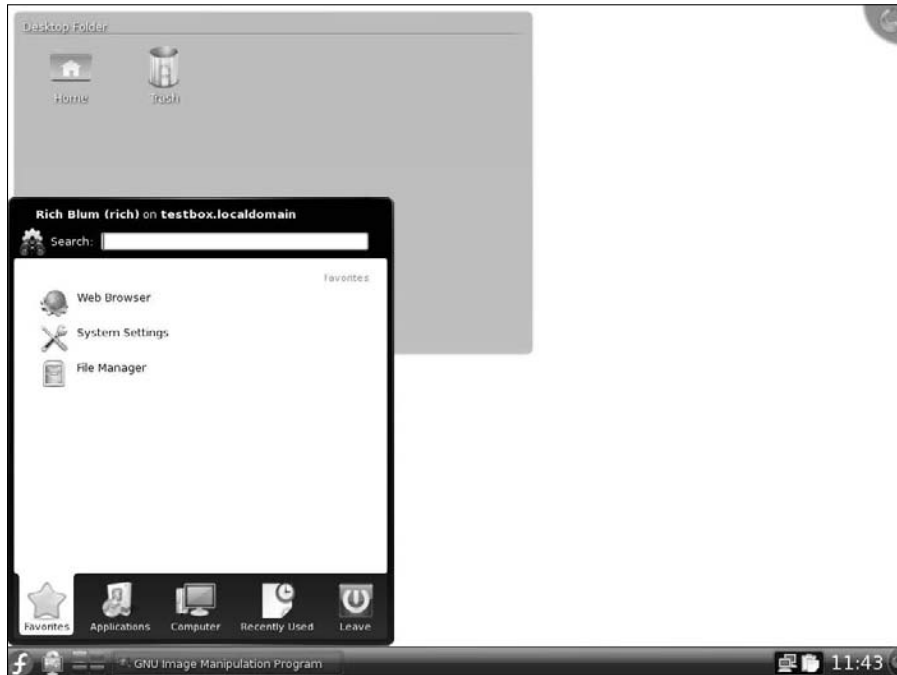 Desktop Folder
Home
Trash
Rich Blum (rich) on testbox.localdomain
Search:
Favorites
Web Browser
System Settings
File Manager
Favorites
Applications
Computer
Recently Used
Leave
GNU Image Manipulation Program
11:43